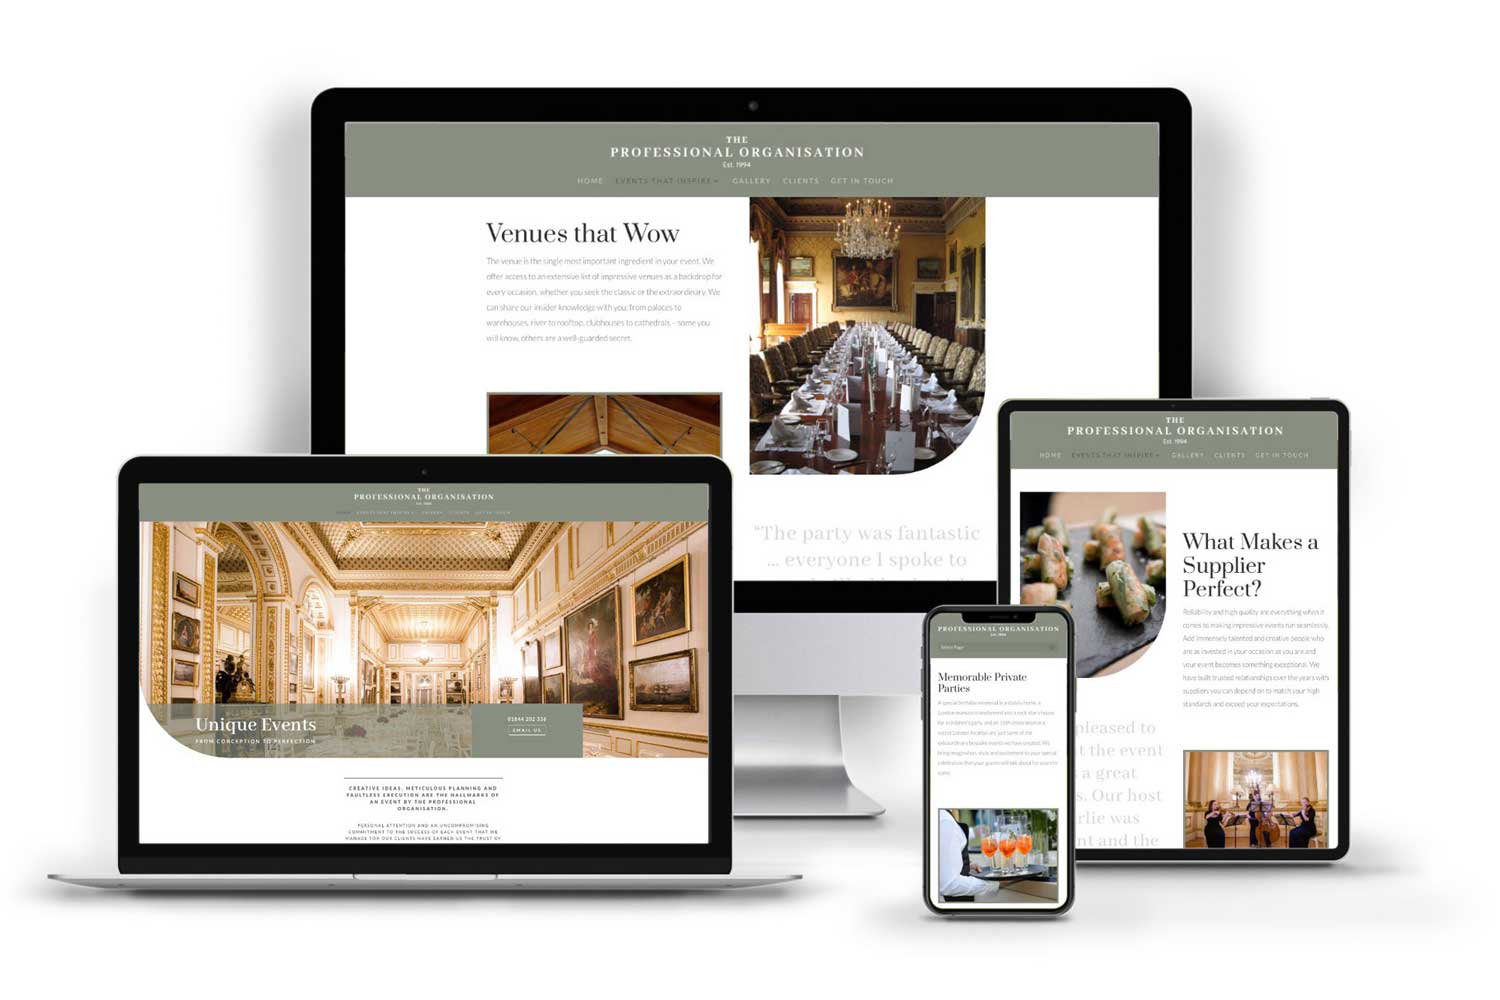 THE
PROFESSIONAL ORGANISATION
Est. 1994
HOME EVENTS THAT INSPIRE GALLERY CLIENTS GET IN TOUCH
Venues that Wow
The venue is the single most important ingredient in your event. We
offer access to an extensive list of impressive venues as a backdrop for
every occasion, whether you seek the classic or the extraordinary. We
can share our insider knowledge with you; from palaces to
warehouses, river to rooftop, clubhouses to cathedrals – some you
will know, others are a well-guarded secret.
“The party was fantastic
... everyone I spoke to
THE
PROFESSIONAL ORGANISATION
HOME EVENTS THAT INSPIRE GALLERY CLIENTS GET IN TOUCH
Unique Events
FROM CONCEPTION TO PERFECTION
01844 202 336
EMAIL US
CREATIVE IDEAS, METICULOUS PLANNING AND
FAULTLESS EXECUTION ARE THE HALLMARKS OF
AN EVENT BY THE PROFESSIONAL
ORGANISATION.
PERSONAL ATTENTION AND AN UNCOMPROMISING
COMMITMENT TO THE SUCCESS OF EACH EVENT THAT WE
MANAGE FOR OUR CLIENTS HAVE EARNED US THE TRUST OF
THE
PROFESSIONAL ORGANISATION
Est. 1994
HOME EVENTS THAT INSPIRE GALLERY CLIENTS GET IN TOUCH
What Makes a
Supplier
Perfect?
Reliability and high quality are everything when it
comes to making impressive events run seamlessly.
Add immensely talented and creative people who
are as invested in your occasion as you are and
your event becomes something exceptional. We
have built trusted relationships over the years with
suppliers you can depend on to match your high
standards and exceed your expectations.
pleased to
t the event
a great
s. Our host
rlie was
nt and the
PROFESSIONAL ORGANISATION
Est. 1994
Select Page
Memorable Private
Parties